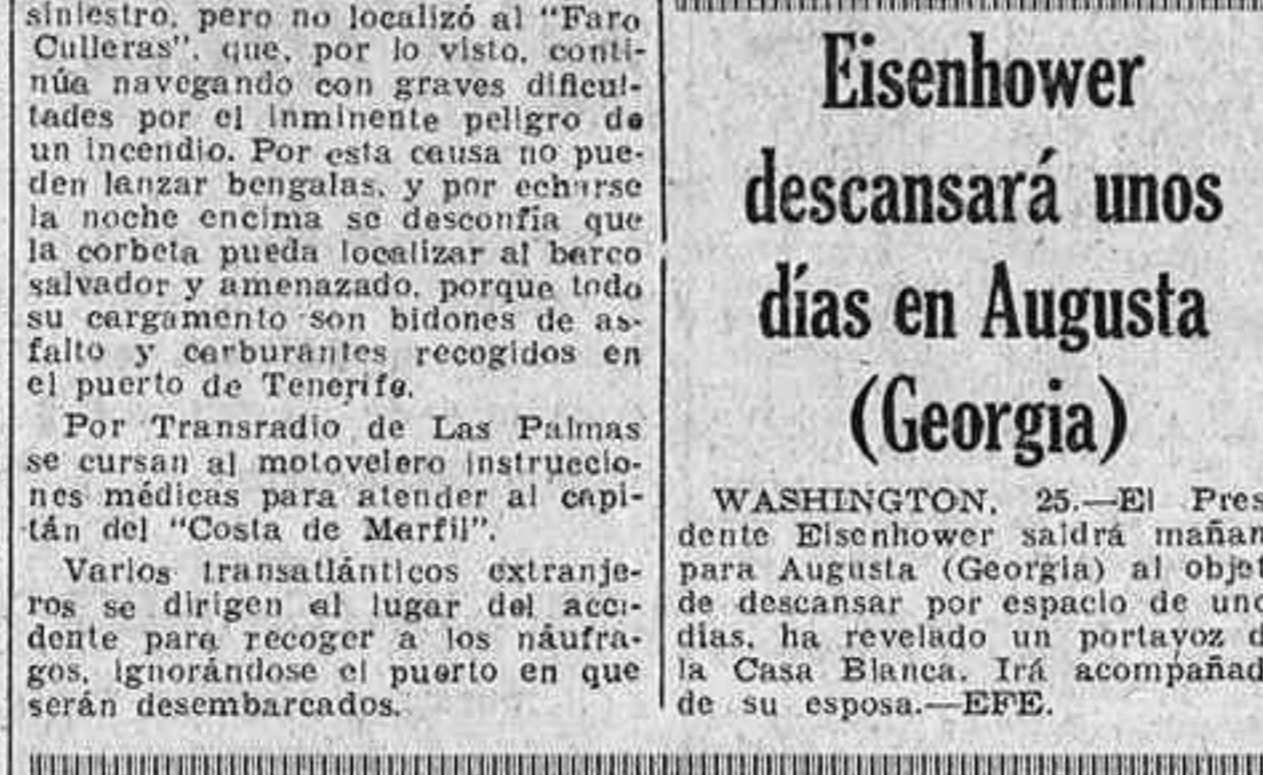 siniestro, pero no localizó al "Faro
Culleras", que, por lo visto, conti-
núa navegando con graves dificul-
tades por el inminente peligro de
un incendio. Por esta causa no pue-
den lanzar bengalas, y por echarse
la noche encima se desconfía que
la corbeta pueda localizar al barco
salvador y amenazado, porque todo
su cargamento son bidones de as-
falto y carburantes recogidos en
el puerto de Tenerife.
Por Transradio de Las Palmas
se cursan al motovelero instruccio-
nes médicas para atender al capi-
tán del "Costa de Marfil".
Varios transatlánticos extranje-
ros se dirigen al lugar del acci-
dente para recoger a los náufra-
gos, ignorándose el puerto en que
serán desembarcados.
Eisenhower
descansará unos
días en Augusta
(Georgia)
WASHINGTON, 25.—El Pres
dente Eisenhower saldrá mañan
para Augusta (Georgia) al objet
de descansar por espacio de uno
días, ha revelado un portavoz d
la Casa Blanca. Irá acompañad
de su esposa.—EFE.